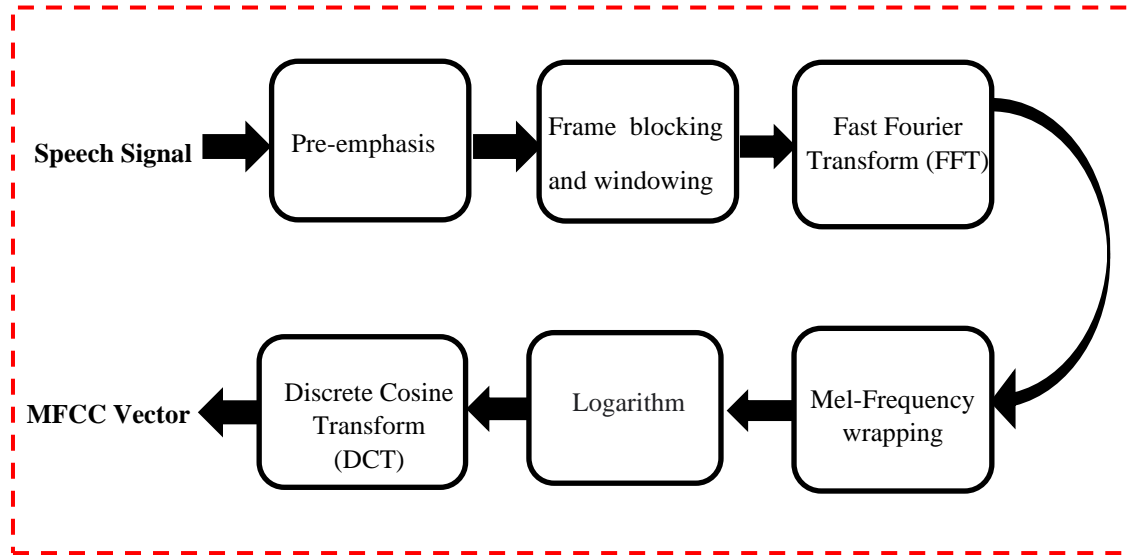 Speech Signal
Pre-emphasis
Frame blocking
and windowing
Fast Fourier
Transform (FFT)
Mel-Frequency
wrapping
Logarithm
Discrete Cosine
Transform
(DCT)
MFCC Vector